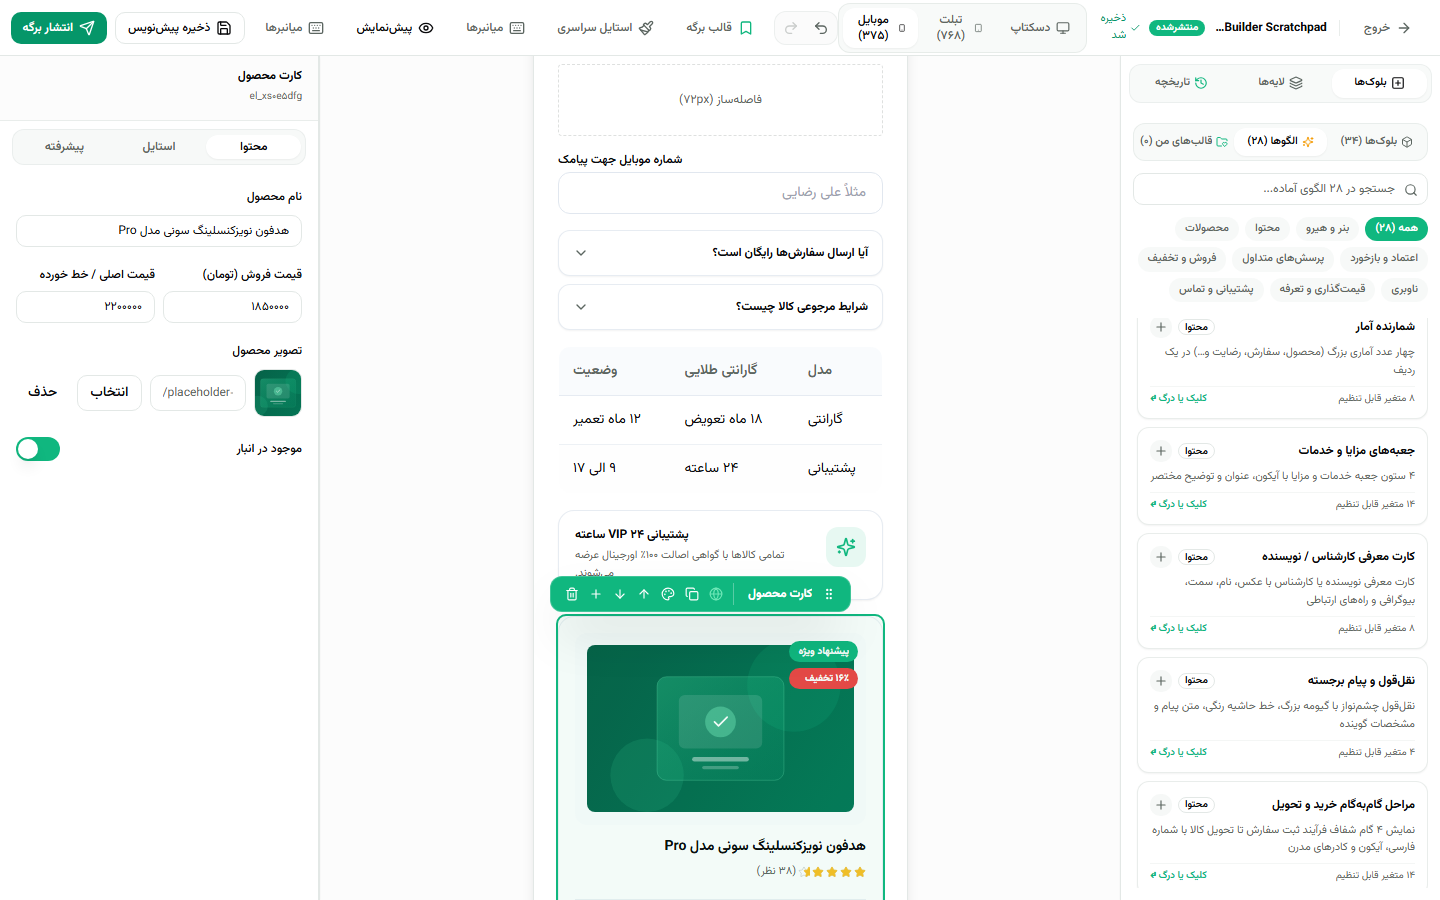 خروج
Builder Scratchpad...
منتشرشده
ذخیره شد
دسکتاپ
تبلت (۷۶۸)
موبایل (۳۷۵)
قالب برگه
استایل سراسری
میانبرها
پیش‌نمایش
میانبرها
ذخیره پیش‌نویس
انتشار برگه
بلوک‌ها
لایه‌ها
تاریخچه
بلوک‌ها (۳۴)
الگوها (۲۸)
قالب‌های من (۰)
جستجو در ۲۸ الگوی آماده...
همه (۲۸)
بنر و هیرو
محتوا
محصولات
اعتماد و بازخورد
پرسش‌های متداول
فروش و تخفیف
ناوبری
قیمت‌گذاری و تعرفه
پشتیبانی و تماس
شمارنده آمار
محتوا
چهار عدد آماری بزرگ (محصول، سفارش، رضایت و...) در یک
ردیف
۸ متغیر قابل تنظیم
کلیک یا درگ
جعبه‌های مزایا و خدمات
محتوا
۴ ستون جعبه خدمات و مزایا با آیکون، عنوان و توضیح مختصر
۱۴ متغیر قابل تنظیم
کلیک یا درگ
کارت معرفی کارشناس / نویسنده
محتوا
کارت معرفی نویسنده یا کارشناس با عکس، نام، سمت،
بیوگرافی و راه‌های ارتباطی
۸ متغیر قابل تنظیم
کلیک یا درگ
نقل‌قول و پیام برجسته
محتوا
نقل‌قول چشم‌نواز با گیومه بزرگ، خط حاشیه رنگی، متن پیام و
مشخصات گوینده
۴ متغیر قابل تنظیم
کلیک یا درگ
مراحل گام‌به‌گام خرید و تحویل
محتوا
نمایش ۴ گام شفاف فرآیند ثبت سفارش تا تحویل کالا با شماره
فارسی، آیکون و کادرهای مدرن
۱۴ متغیر قابل تنظیم
کلیک یا درگ
فاصله‌ساز (۷۲px)
شماره موبایل جهت پیامک
مثلاً علی رضایی
آیا ارسال سفارش‌ها رایگان است؟
شرایط مرجوعی کالا چیست؟
مدل
گارانتی طلایی
وضعیت
گارانتی
۱۸ ماه تعویض
۱۲ ماه تعمیر
پشتیبانی
۲۴ ساعته
۹ الی ۱۷
پشتیبانی VIP ۲۴ ساعته
تمامی کالاها با گواهی اصالت ۱۰۰٪ اورجینال عرضه
می‌شوند.
کارت محصول
پیشنهاد ویژه
۱۶٪ تخفیف
هدفون نویزکنسلینگ سونی مدل Pro
(۳۸ نظر)
کارت محصول
el_xs۰e۵dfg
محتوا
استایل
پیشرفته
نام محصول
هدفون نویزکنسلینگ سونی مدل Pro
قیمت فروش (تومان)
قیمت اصلی / خط خورده
۱۸۵۰۰۰۰
۲۲۰۰۰۰۰
تصویر محصول
/placeholder-
انتخاب
حذف
موجود در انبار